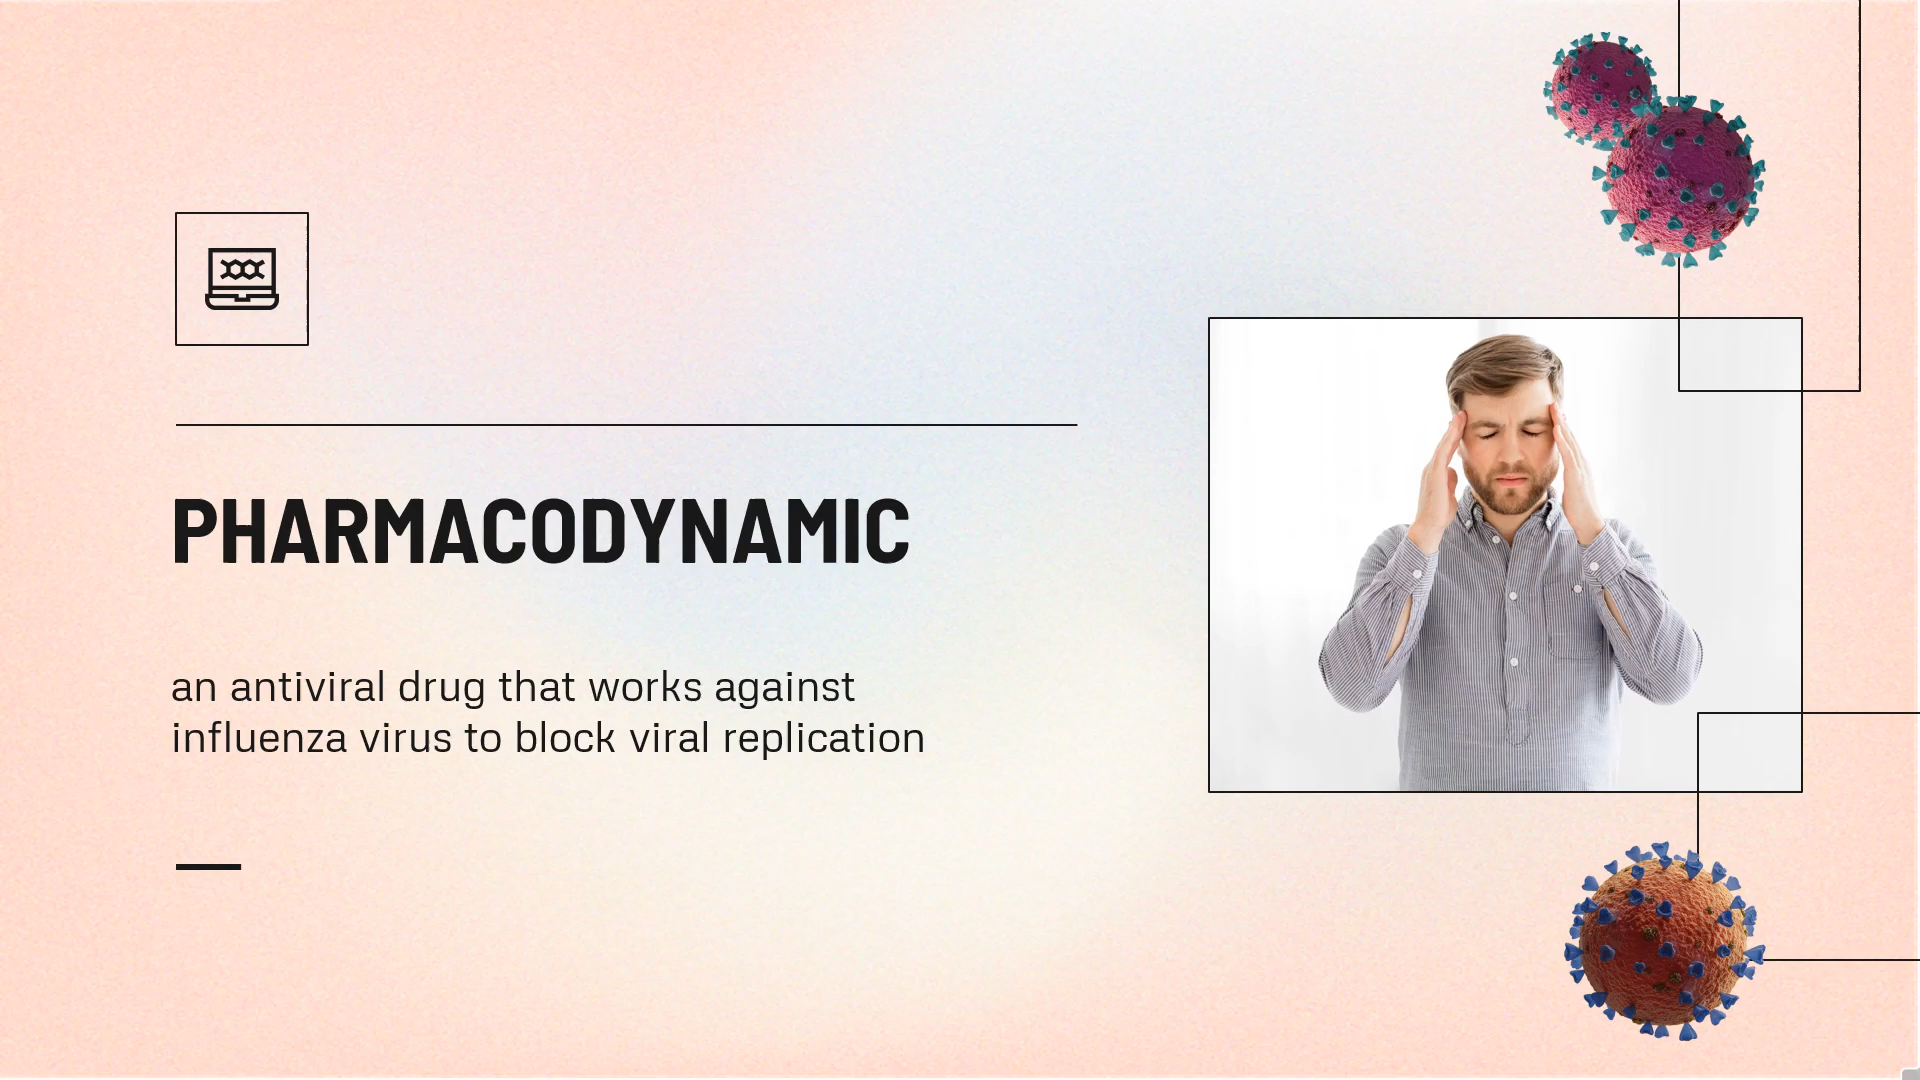 PHARMACODYNAMIC
an antiviral drug that works against
influenza virus to block viral replication